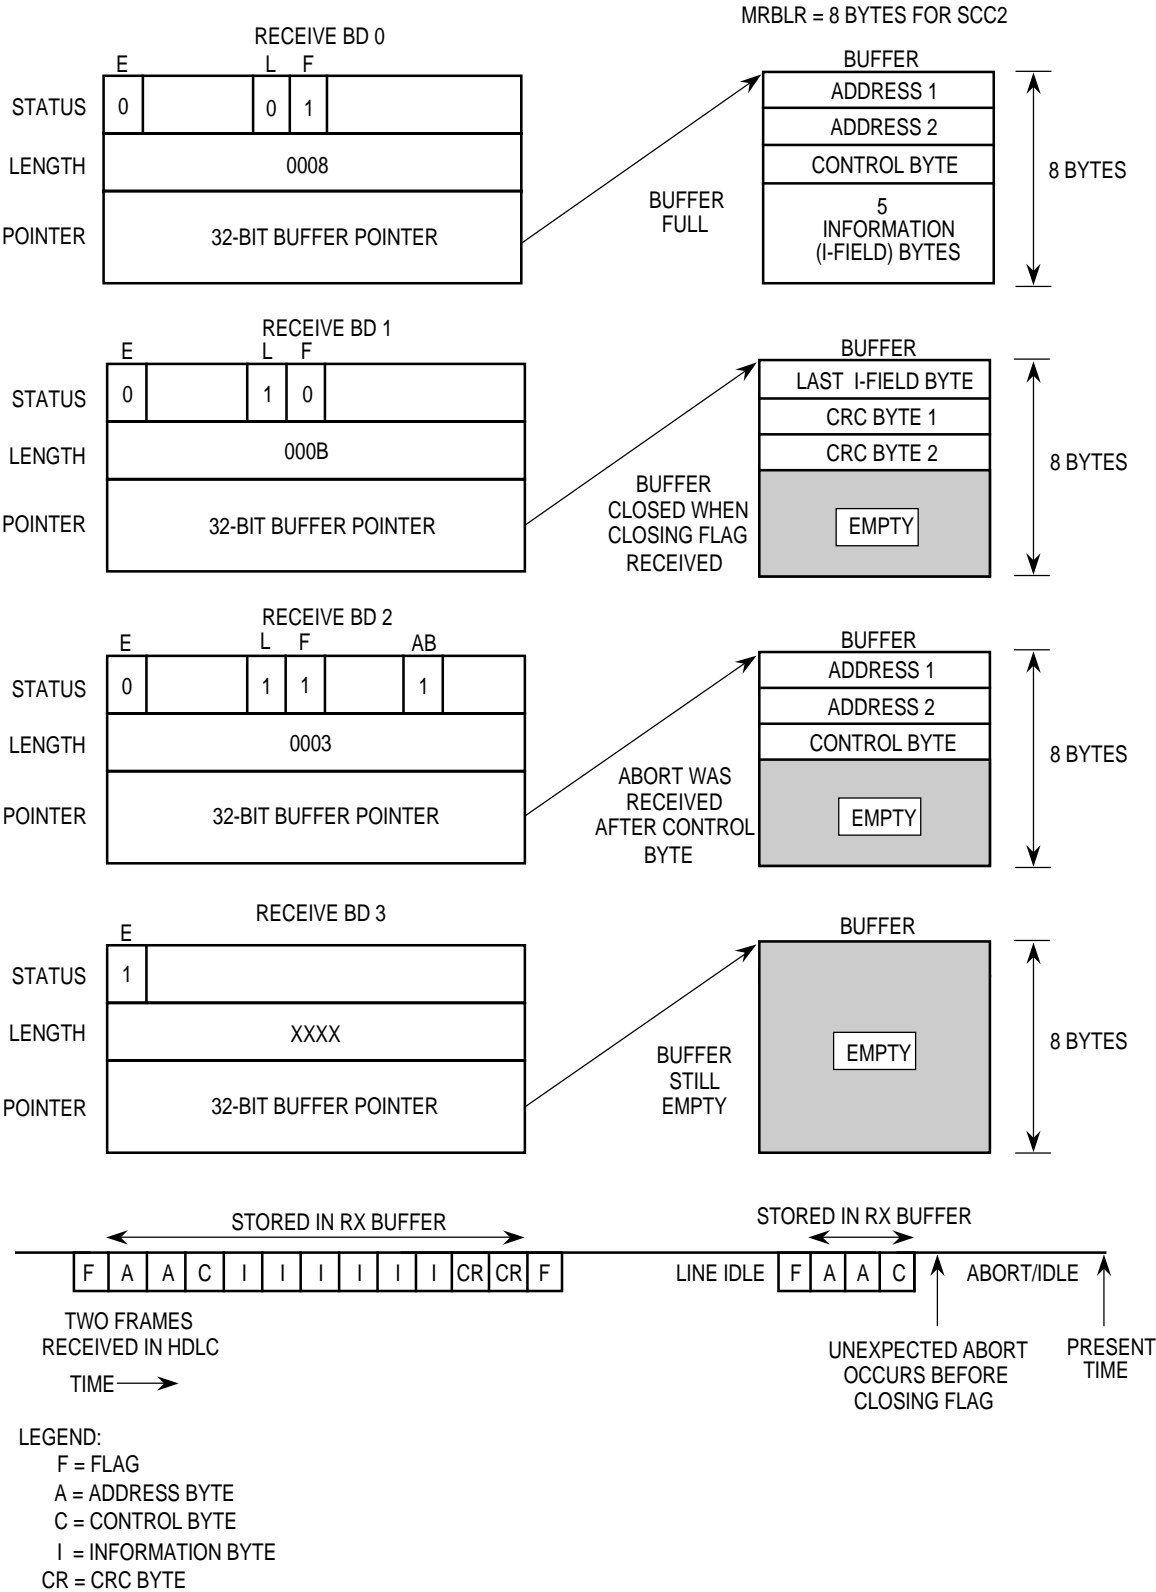 MRBLR = 8 BYTES FOR SCC2
RECEIVE BD 0
E L F
STATUS 0 0 1
LENGTH 0008
POINTER 32-BIT BUFFER POINTER
BUFFER
FULL
BUFFER
ADDRESS 1
ADDRESS 2
CONTROL BYTE
5
INFORMATION
(I-FIELD) BYTES
8 BYTES
RECEIVE BD 1
E L F
STATUS 0 1 0
LENGTH 000B
POINTER 32-BIT BUFFER POINTER
BUFFER
CLOSED WHEN
CLOSING FLAG
RECEIVED
BUFFER
LAST I-FIELD BYTE
CRC BYTE 1
CRC BYTE 2
EMPTY
8 BYTES
RECEIVE BD 2
E L F AB
STATUS 0 1 1 1
LENGTH 0003
POINTER 32-BIT BUFFER POINTER
ABORT WAS
RECEIVED
AFTER CONTROL
BYTE
BUFFER
ADDRESS 1
ADDRESS 2
CONTROL BYTE
EMPTY
8 BYTES
RECEIVE BD 3
E
STATUS 1
LENGTH XXXX
POINTER 32-BIT BUFFER POINTER
BUFFER
STILL
EMPTY
BUFFER
EMPTY
8 BYTES
STORED IN RX BUFFER STORED IN RX BUFFER
F A A C I I I I I I CR CR F LINE IDLE F A A C ABORT/IDLE
TWO FRAMES
RECEIVED IN HDLC
TIME
UNEXPECTED ABORT
OCCURS BEFORE
CLOSING FLAG
PRESENT
TIME
LEGEND:
F = FLAG
A = ADDRESS BYTE
C = CONTROL BYTE
I = INFORMATION BYTE
CR = CRC BYTE